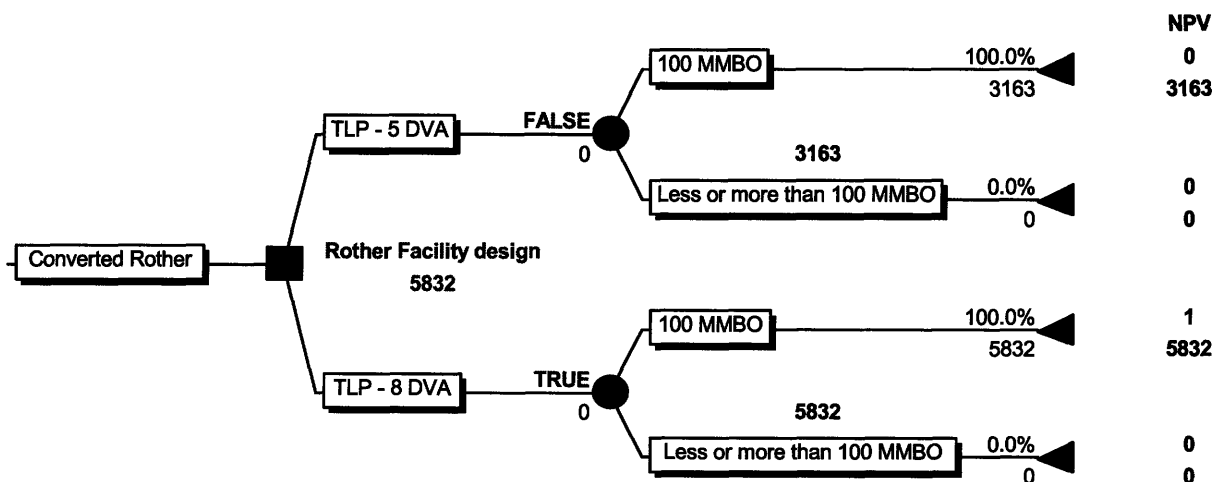 NPV
100 MMBO 100.0% 0
3163 3163
TLP - 5 DVA FALSE
0 3163
Less or more than 100 MMBO 0.0% 0
0 0
Converted Rother Rother Facility design
5832
100 MMBO 100.0% 1
5832 5832
TLP - 8 DVA TRUE
0 5832
Less or more than 100 MMBO 0.0% 0
0 0